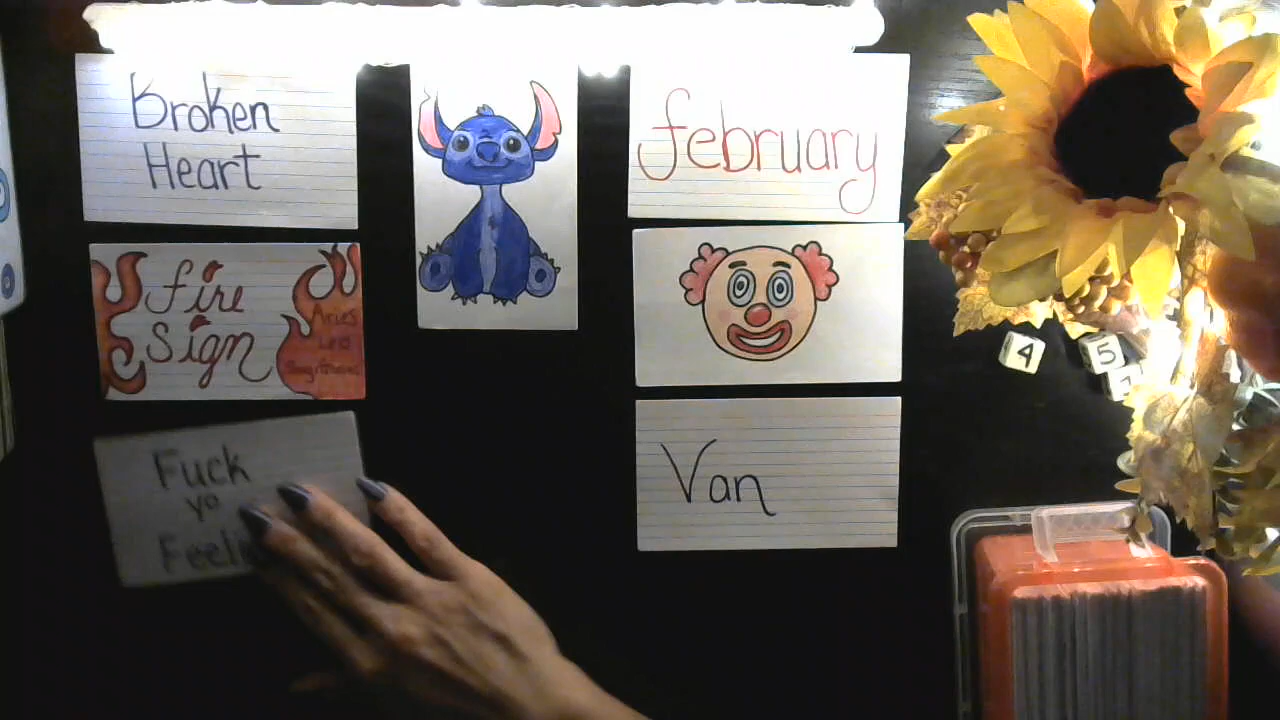 Broken
Heart
fire
Sign
Aries
Leo
Sagittarius
Fuck
yo
february
Van
4
5